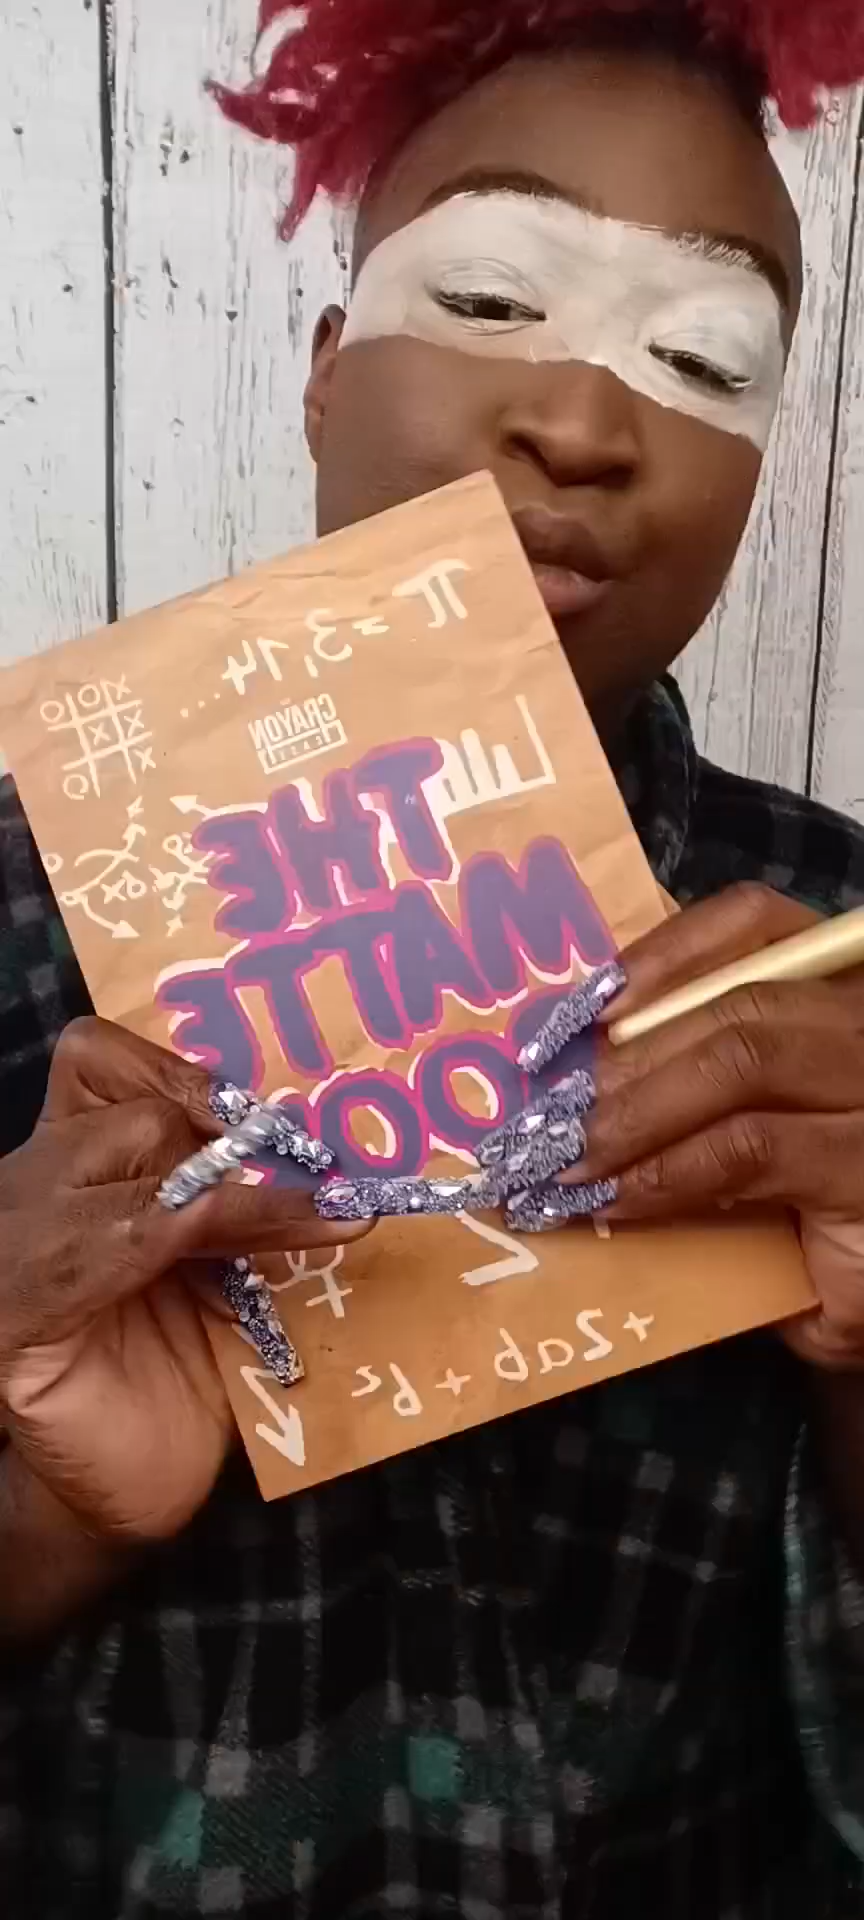 π = 3,14...
CRAYON
CASE
THE
MATTE
+ 2ab + b2